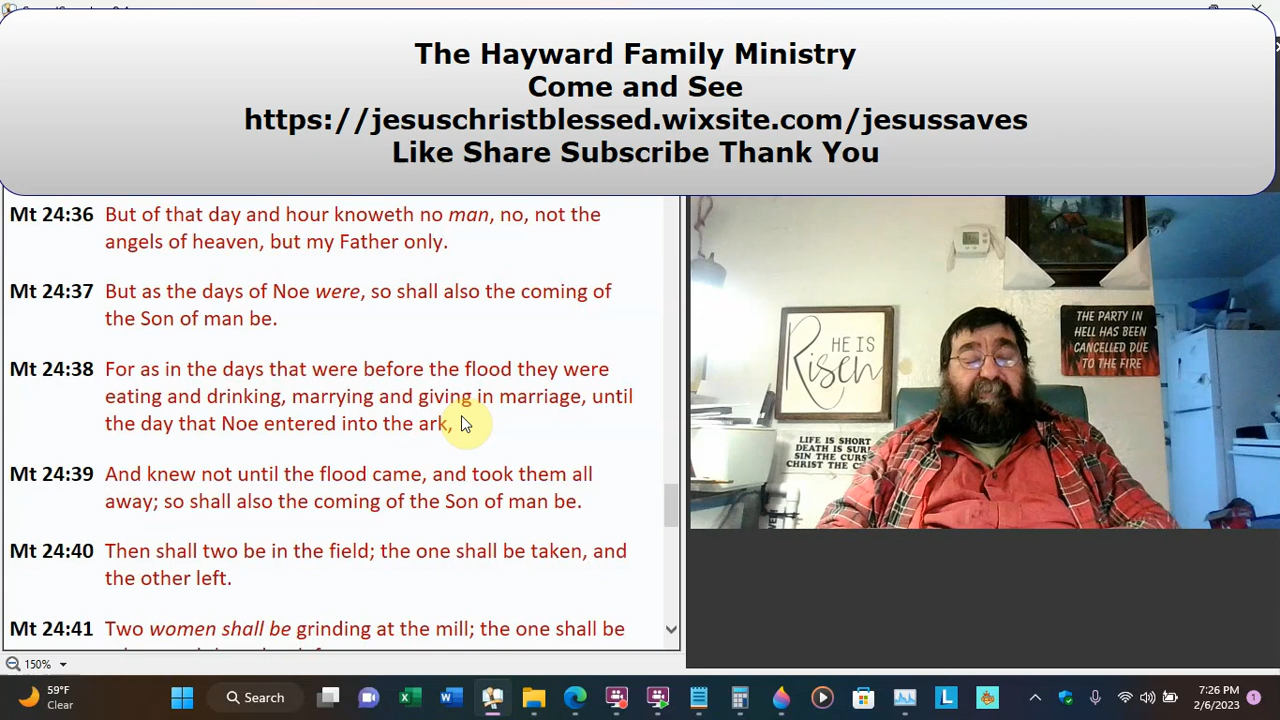 The Hayward Family Ministry
Come and See
https://jesuschristblessed.wixsite.com/jesussaves
Like Share Subscribe Thank You
Mt 24:36 But of that day and hour knoweth no man, no, not the
angels of heaven, but my Father only.
Mt 24:37 But as the days of Noe were, so shall also the coming of
the Son of man be.
Mt 24:38 For as in the days that were before the flood they were
eating and drinking, marrying and giving in marriage, until
the day that Noe entered into the ark,
Mt 24:39 And knew not until the flood came, and took them all
away; so shall also the coming of the Son of man be.
Mt 24:40 Then shall two be in the field; the one shall be taken, and
the other left.
Mt 24:41 Two women shall be grinding at the mill; the one shall be
150%
HE IS
Risen
THE PARTY IN
HELL HAS BEEN
CANCELLED DUE
TO THE FIRE
LIFE IS SHORT
DEATH IS SURE
SIN THE CURSE
CHRIST THE
59°F
Clear
Search
7:26 PM
2/6/2023
1